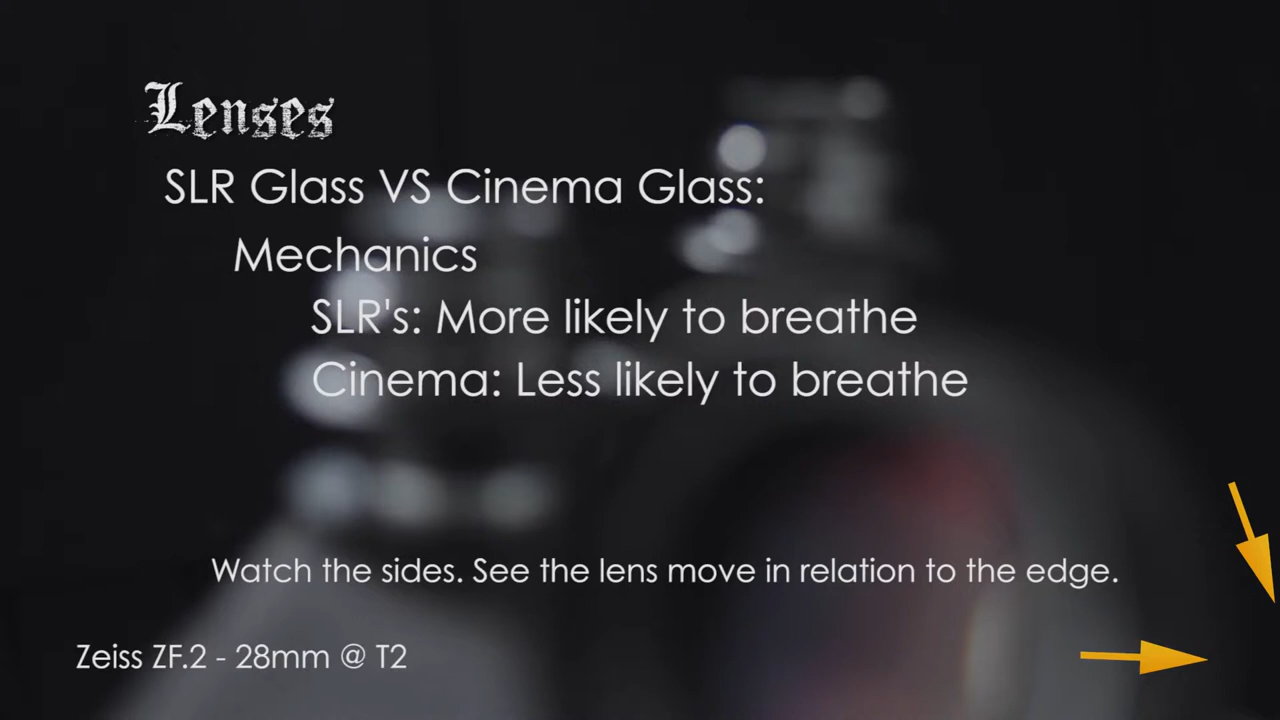 Lenses
SLR Glass VS Cinema Glass:
Mechanics
SLR's: More likely to breathe
Cinema: Less likely to breathe
Watch the sides. See the lens move in relation to the edge.
Zeiss ZF.2 - 28mm @ T2